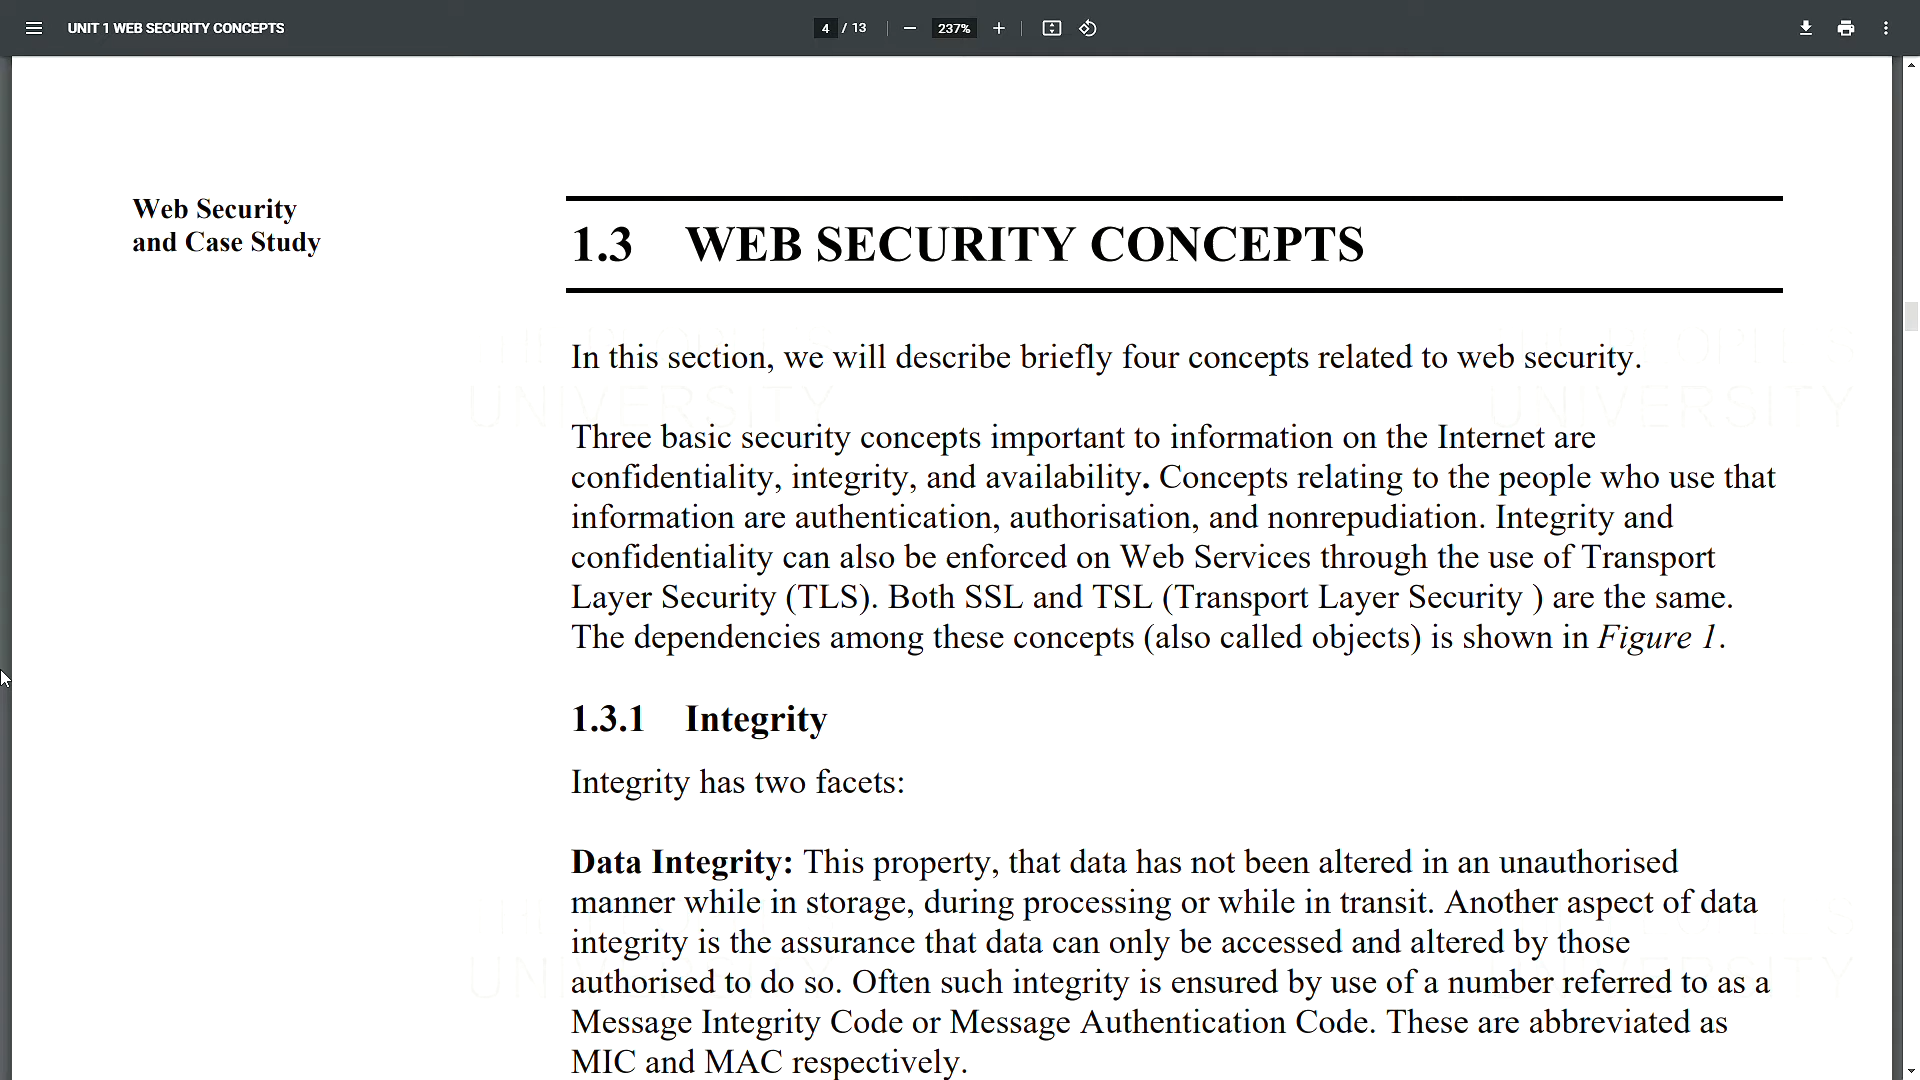 UNIT 1 WEB SECURITY CONCEPTS
4 / 13
237%
Web Security
and Case Study
1.3 WEB SECURITY CONCEPTS
In this section, we will describe briefly four concepts related to web security.
UNIVERSITY UNIVERSITY
Three basic security concepts important to information on the Internet are
confidentiality, integrity, and availability. Concepts relating to the people who use that
information are authentication, authorisation, and nonrepudiation. Integrity and
confidentiality can also be enforced on Web Services through the use of Transport
Layer Security (TLS). Both SSL and TSL (Transport Layer Security ) are the same.
The dependencies among these concepts (also called objects) is shown in Figure 1.
1.3.1 Integrity
Integrity has two facets:
Data Integrity: This property, that data has not been altered in an unauthorised
manner while in storage, during processing or while in transit. Another aspect of data
integrity is the assurance that data can only be accessed and altered by those
authorised to do so. Often such integrity is ensured by use of a number referred to as a
Message Integrity Code or Message Authentication Code. These are abbreviated as
MIC and MAC respectively.